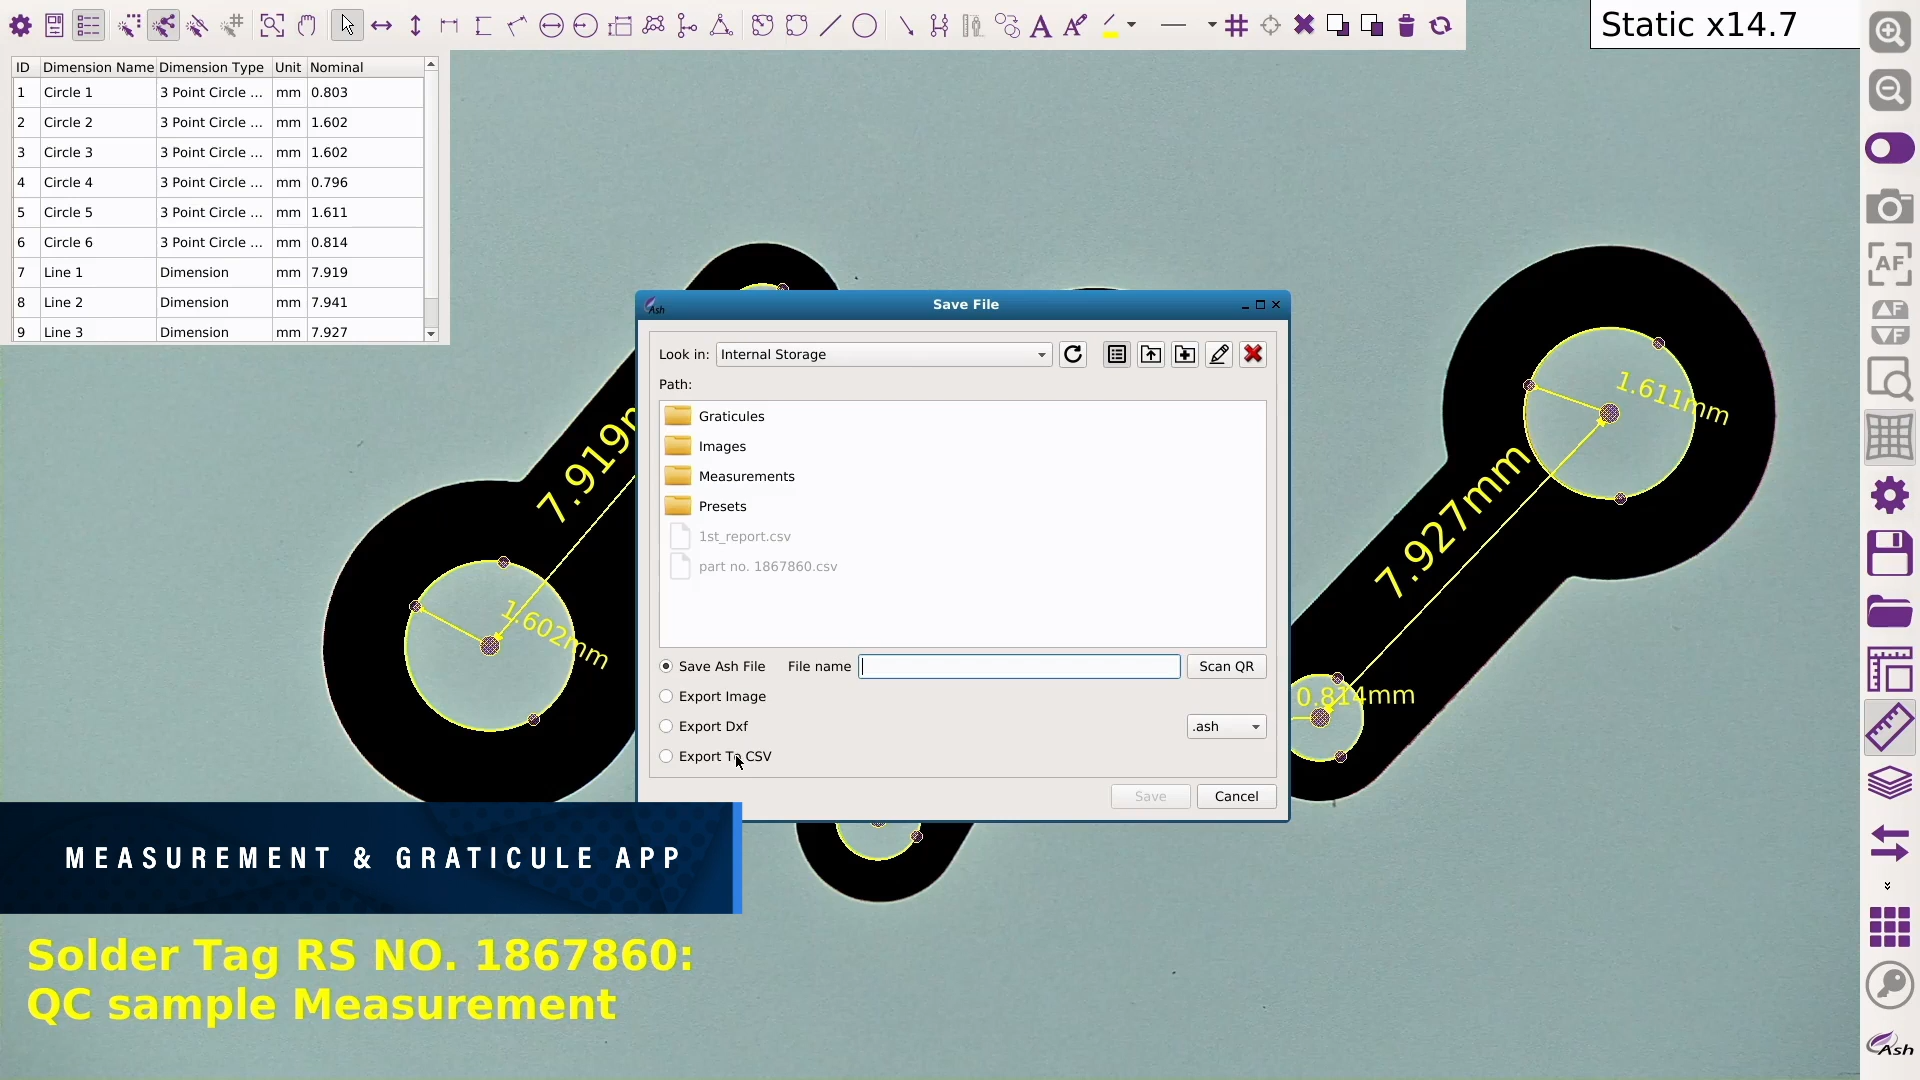 Static x14.7
ID Dimension Name Dimension Type Unit Nominal
1 Circle 1 3 Point Circle ... mm 0.803
2 Circle 2 3 Point Circle ... mm 1.602
3 Circle 3 3 Point Circle ... mm 1.602
4 Circle 4 3 Point Circle ... mm 0.796
5 Circle 5 3 Point Circle ... mm 1.611
6 Circle 6 3 Point Circle ... mm 0.814
7 Line 1 Dimension mm 7.919
8 Line 2 Dimension mm 7.941
9 Line 3 Dimension mm 7.927
AF
AF
AF
Ash
Save File
Look in: Internal Storage
Path:
Graticules
Images
Measurements
Presets
1st_report.csv
part no. 1867860.csv
Save Ash File File name Scan QR
Export Image
Export Dxf .ash
Export To CSV
Save Cancel
1.602mm
1.611mm
7.927mm
0.814mm
MEASUREMENT & GRATICULE APP
Solder Tag RS NO. 1867860:
QC sample Measurement
Ash